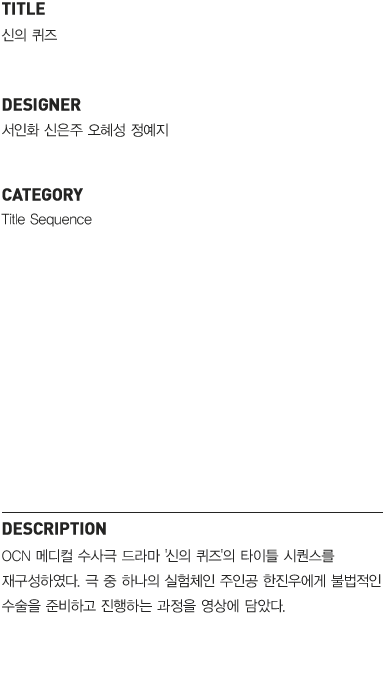 TITLE
신의 퀴즈
DESIGNER
서인화 신은주 오혜성 정예지
CATEGORY
Title Sequence
DESCRIPTION
OCN 메디컬 수사극 드라마 '신의 퀴즈'의 타이틀 시퀀스를
재구성하였다. 극 중 하나의 실험체인 주인공 한진우에게 불법적인
수술을 준비하고 진행하는 과정을 영상에 담았다.